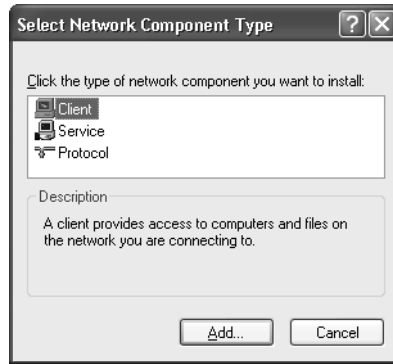 Select Network Component Type
Click the type of network component you want to install:
Client
Service
Protocol
Description
A client provides access to computers and files on
the network you are connecting to.
Add... Cancel